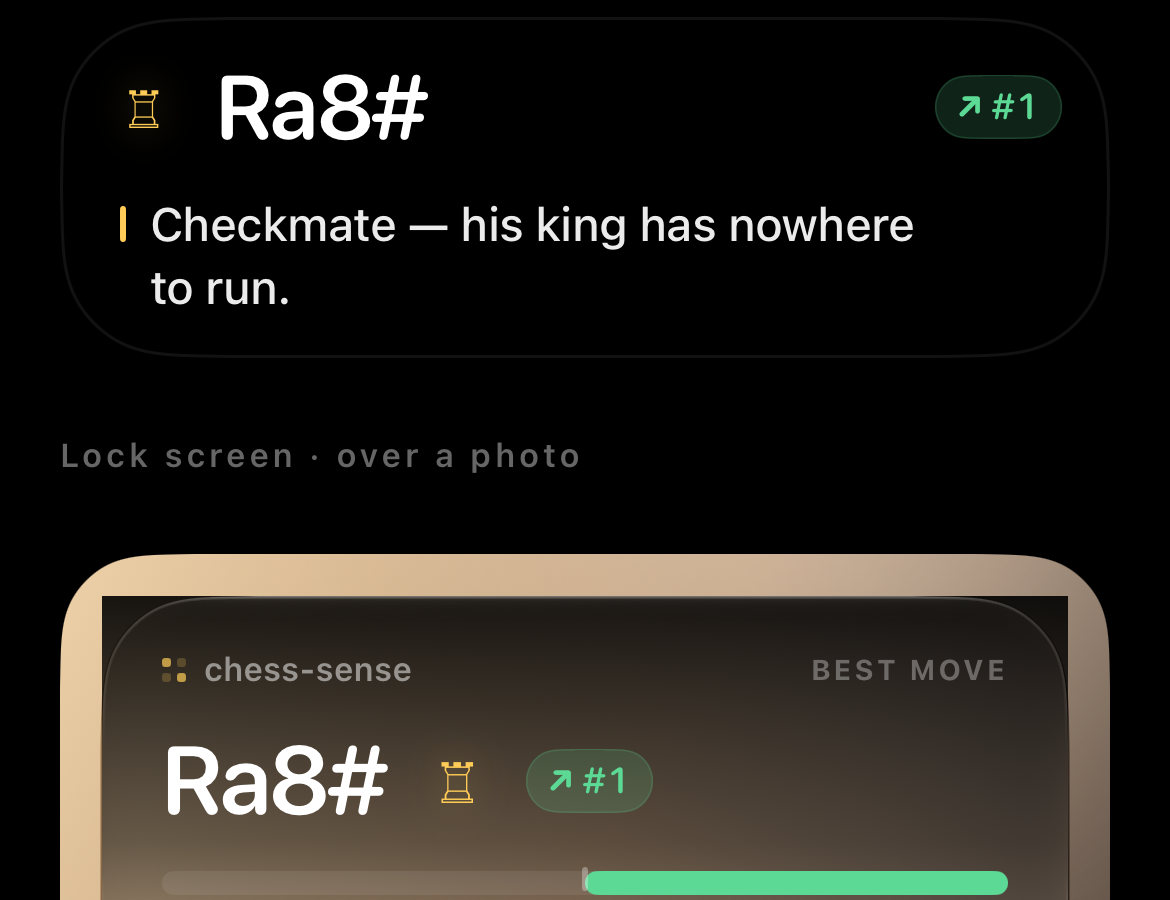 ♖ Ra8# ↗ #1
Checkmate — his king has nowhere
to run.
Lock screen · over a photo
chess-sense BEST MOVE
Ra8# ♖ ↗ #1